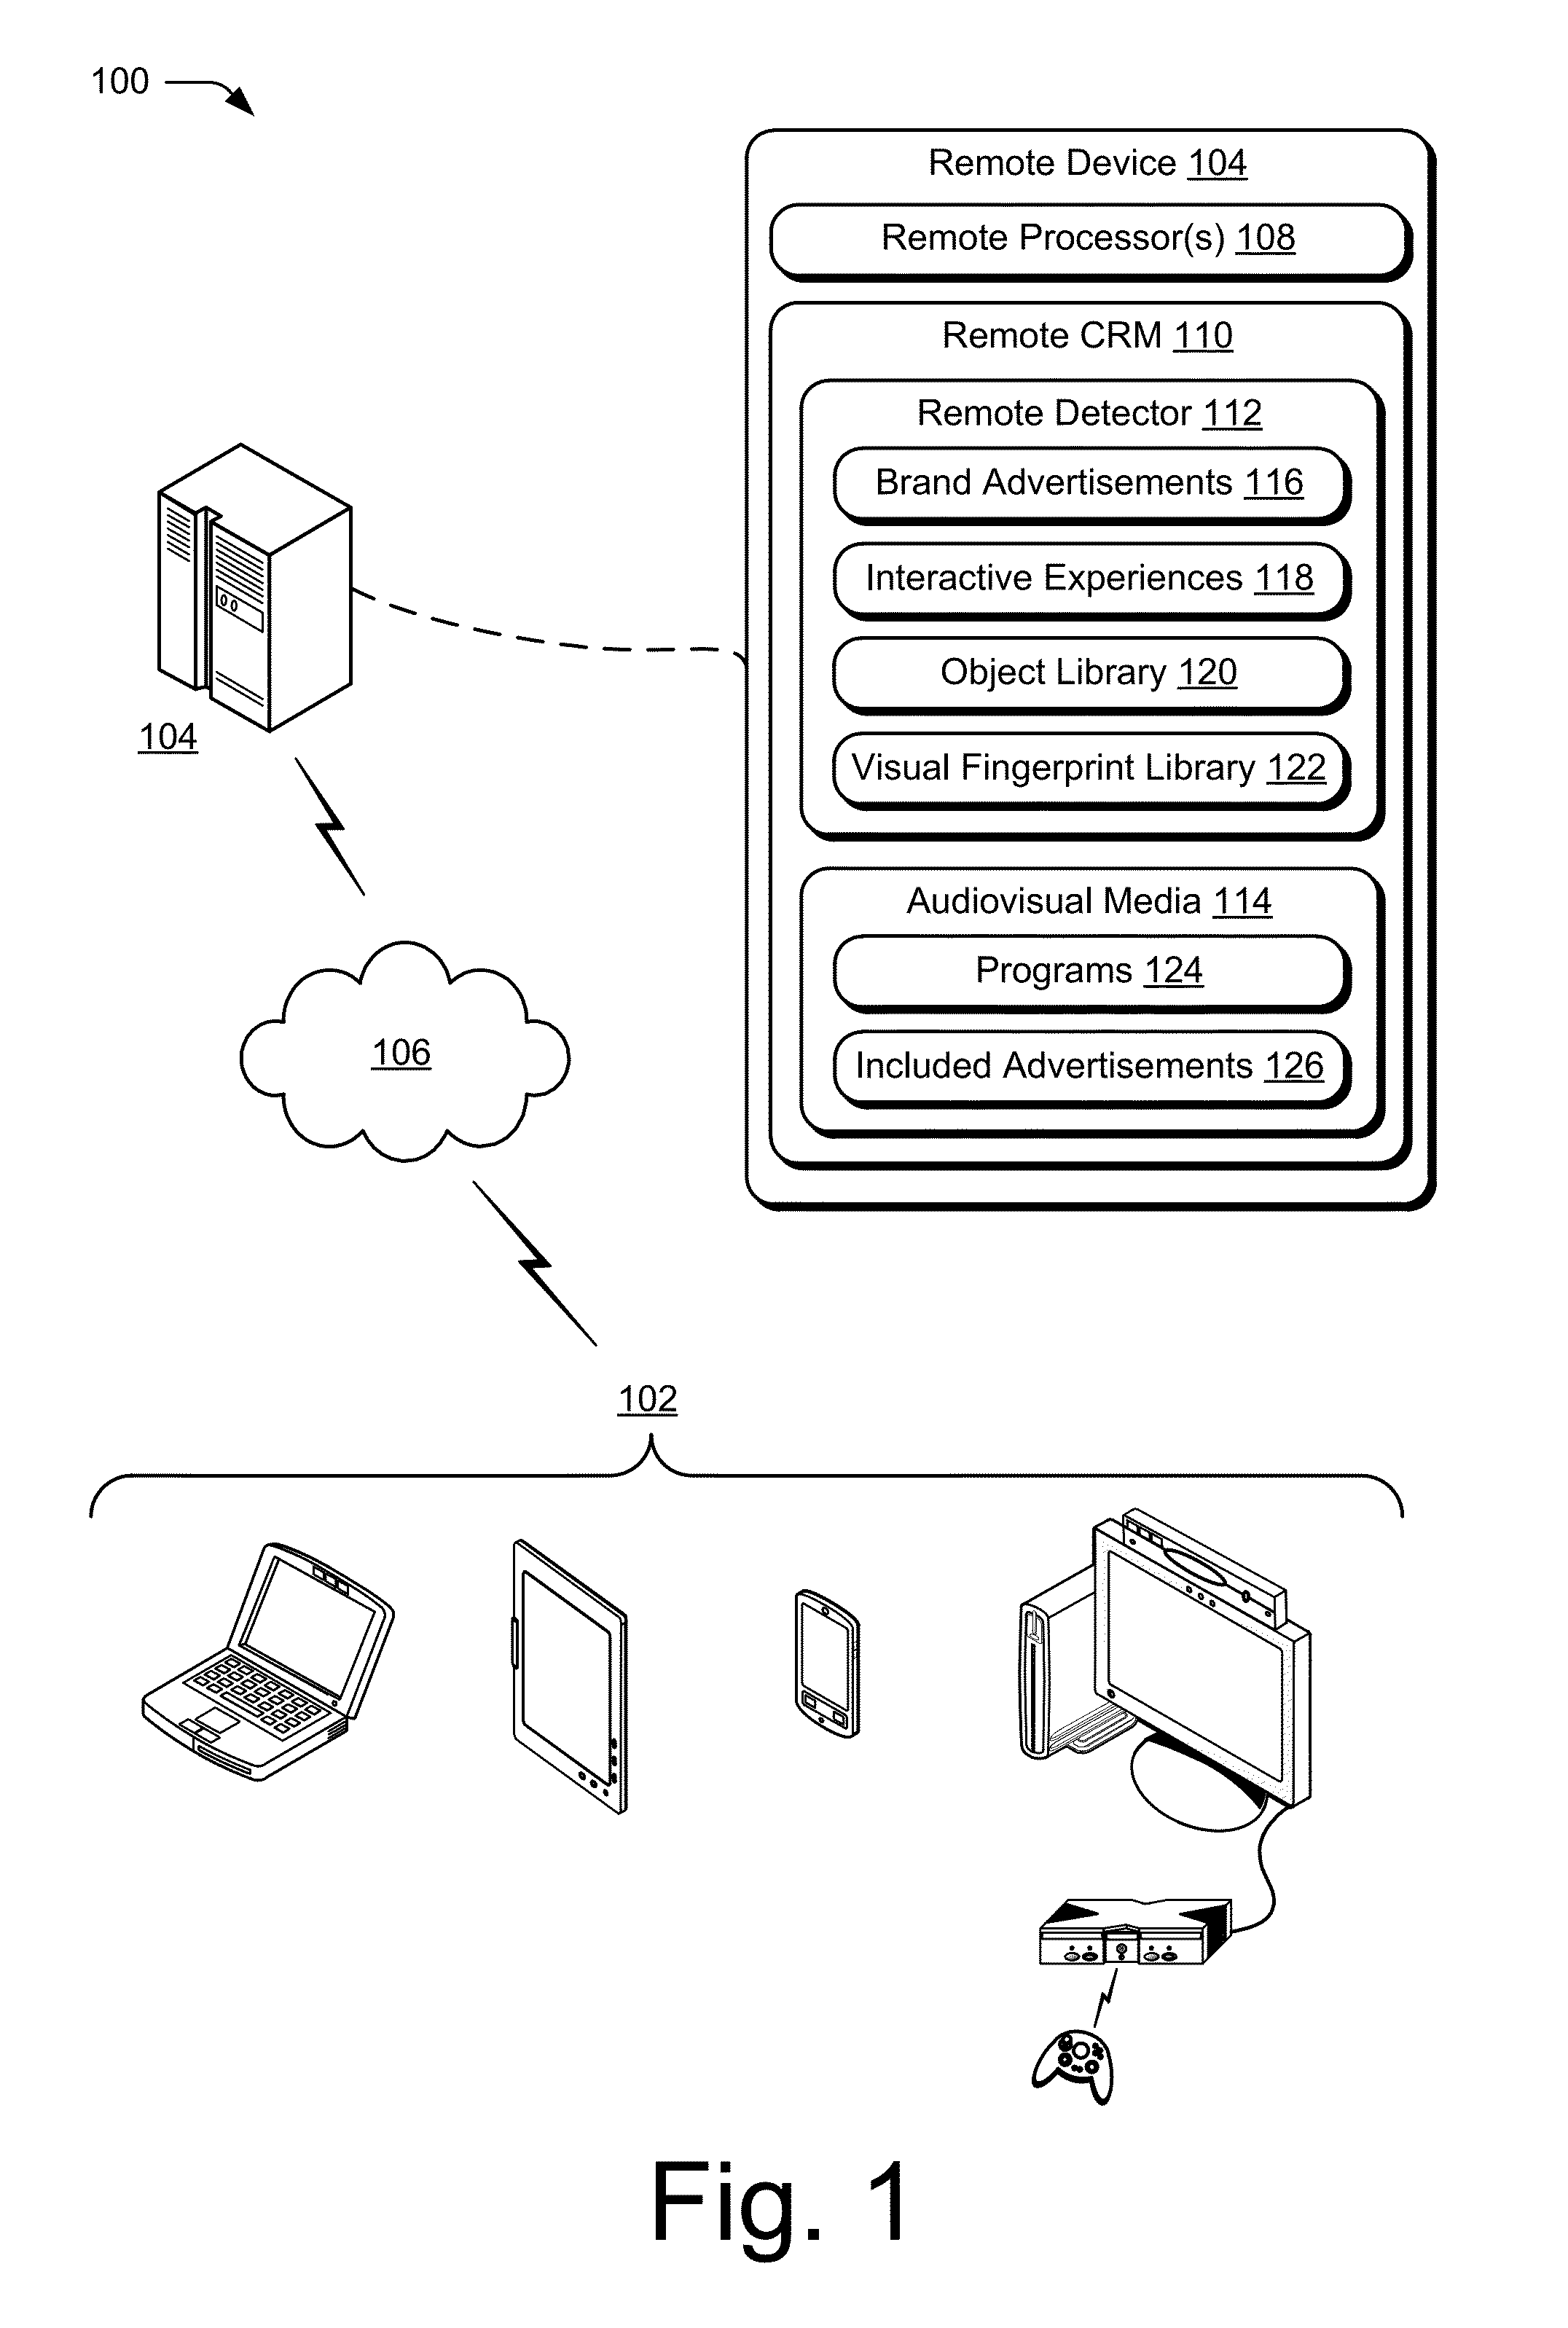 100
Remote Device 104
Remote Processor(s) 108
Remote CRM 110
Remote Detector 112
Brand Advertisements 116
Interactive Experiences 118
Object Library 120
Visual Fingerprint Library 122
Audiovisual Media 114
Programs 124
Included Advertisements 126
104
106
102
Fig. 1